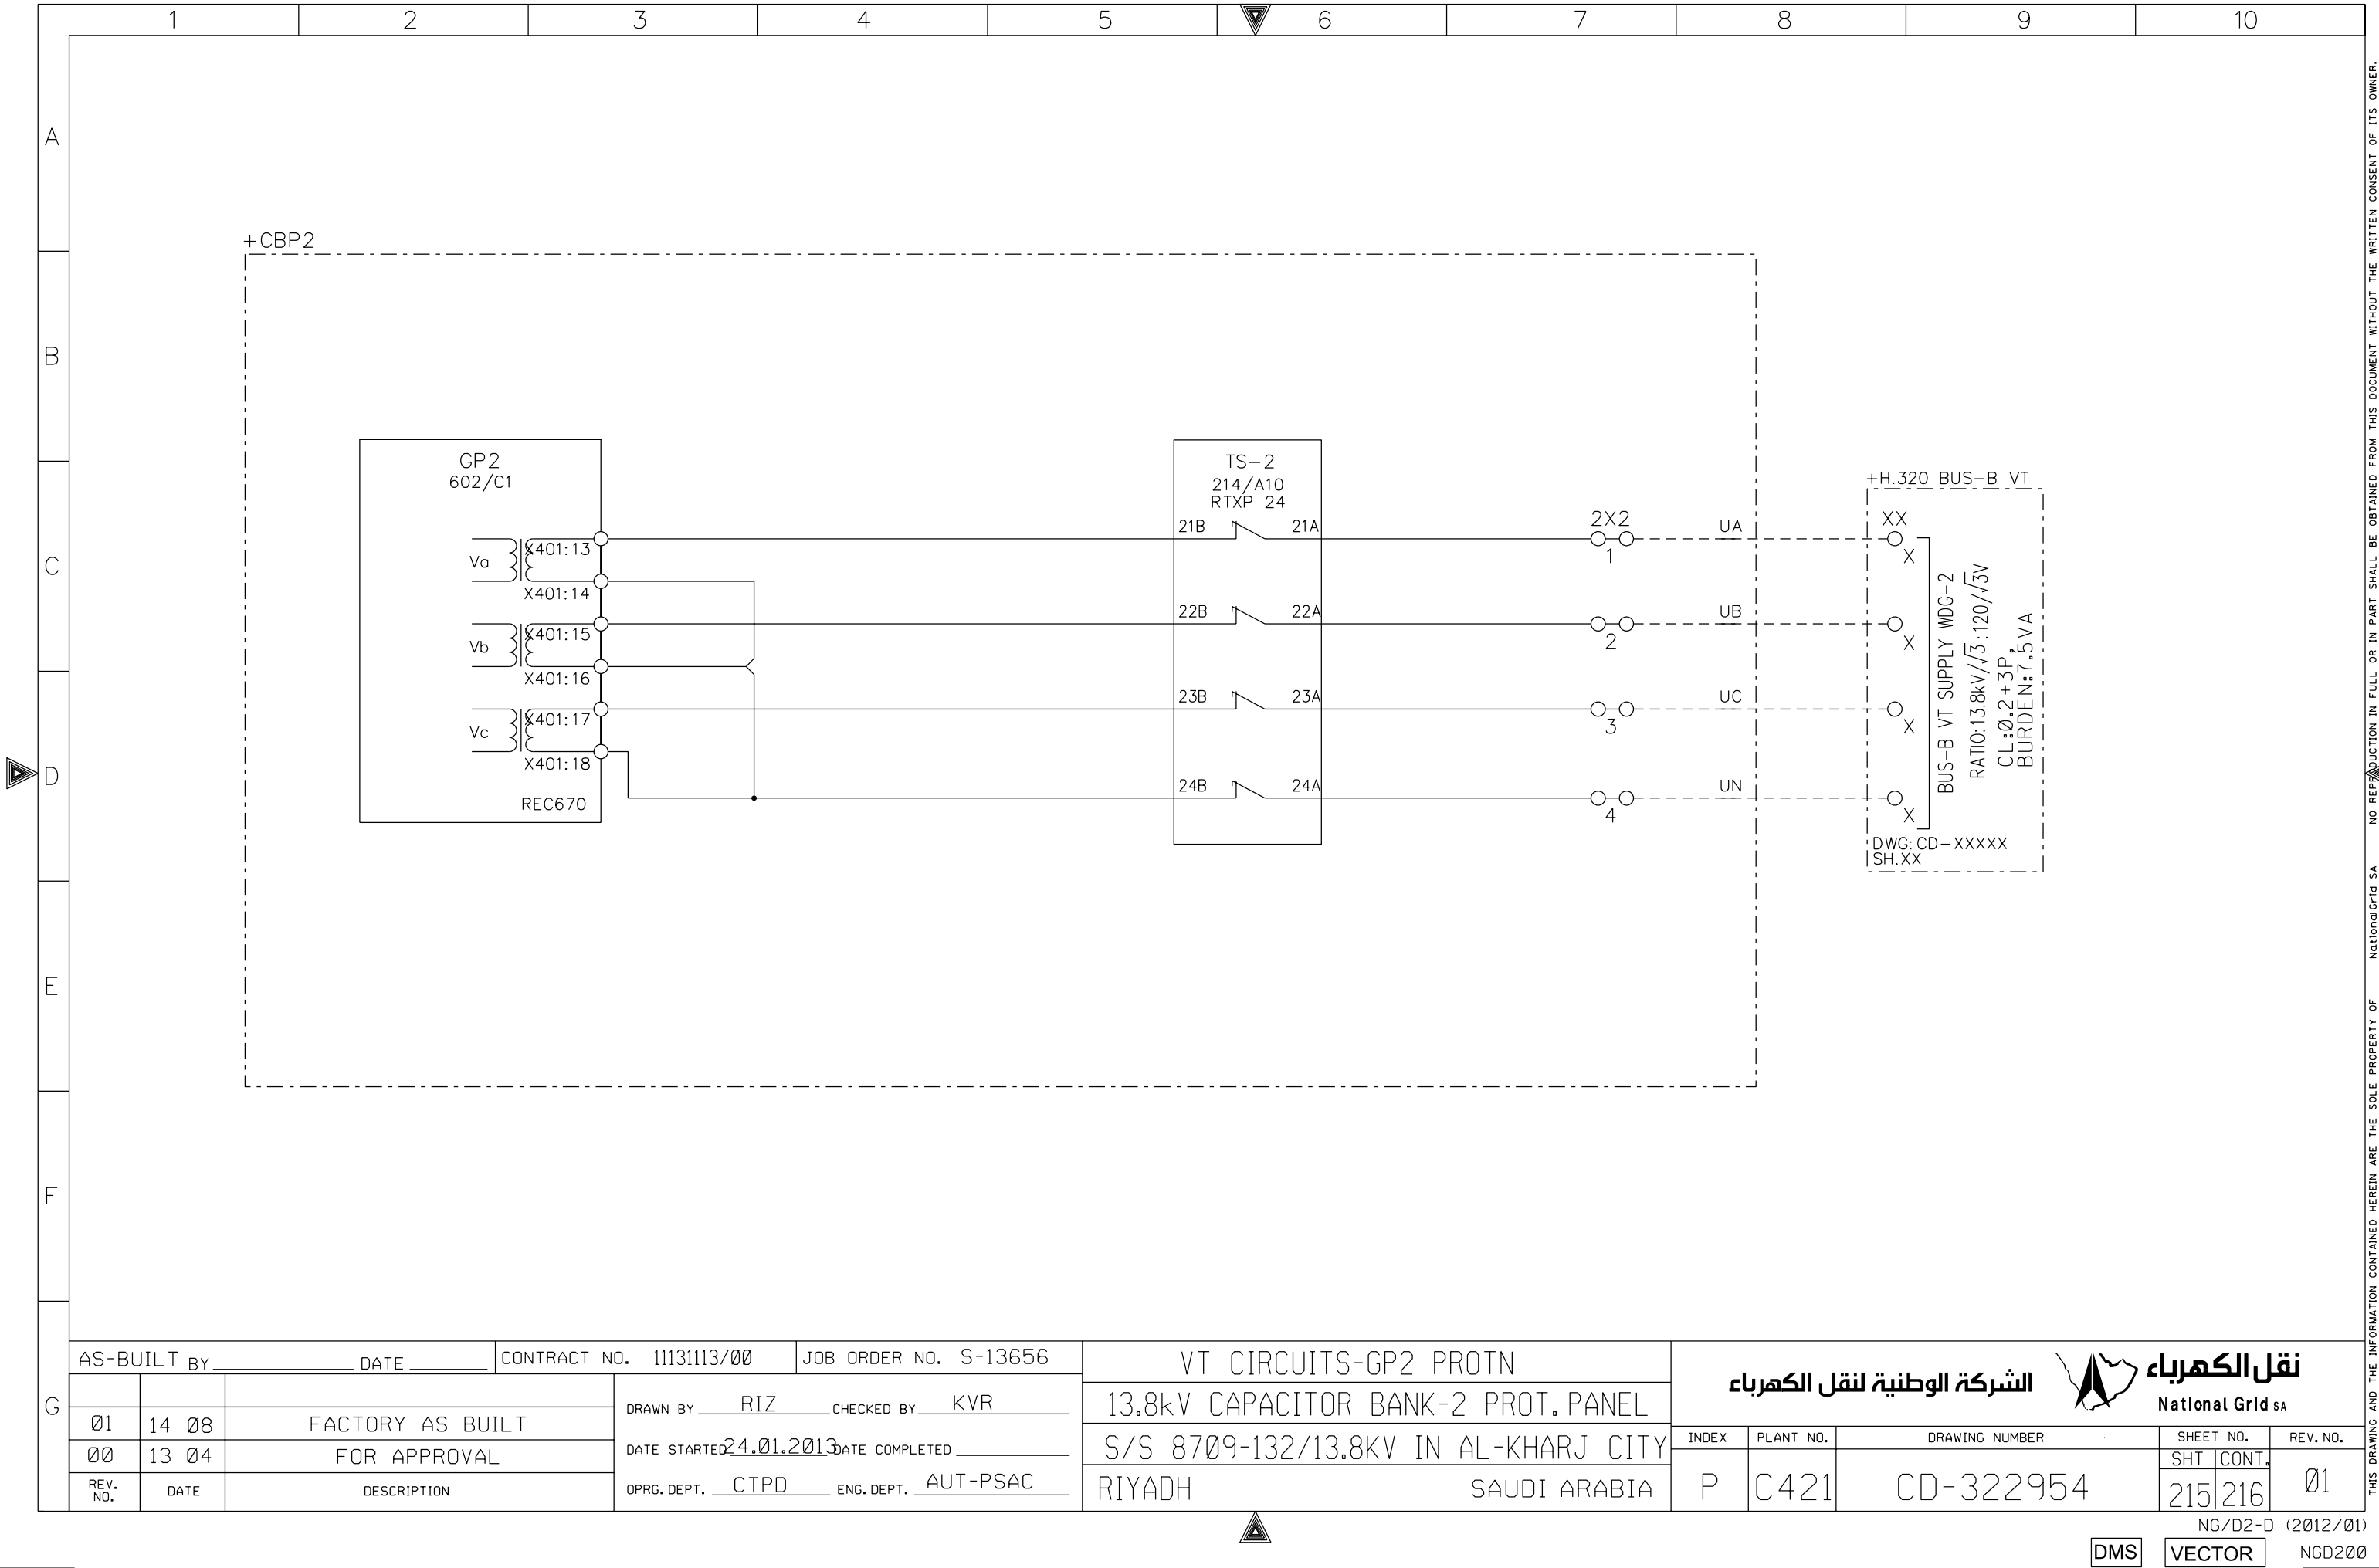 1 2 3 4 5 6 7 8 9 10
A
B
C
D
E
F
G
+CBP2
GP2
602/C1
Va
X401:13
X401:14
Vb
X401:15
X401:16
Vc
X401:17
X401:18
REC670
TS-2
214/A10
RTXP 24
21B 21A
22B 22A
23B 23A
24B 24A
2X2
1
2
3
4
UA
UB
UC
UN
+H.320 BUS-B VT
XX
X
X
X
X
BUS-B VT SUPPLY WDG-2
RATIO:13.8kV/√3:120/√3V
CL:0.2+3P,
BURDEN:7.5VA
DWG:CD-XXXXX
SH.XX
AS-BUILT BY DATE
CONTRACT NO. 11131113/00
JOB ORDER NO. S-13656
01 14 08 FACTORY AS BUILT
00 13 04 FOR APPROVAL
REV. NO. DATE DESCRIPTION
DRAWN BY RIZ CHECKED BY KVR
DATE STARTED 24.01.2013 DATE COMPLETED
OPRG.DEPT. CTPD ENG.DEPT. AUT-PSAC
VT CIRCUITS-GP2 PROTN
13.8kV CAPACITOR BANK-2 PROT.PANEL
S/S 8709-132/13.8KV IN AL-KHARJ CITY
RIYADH SAUDI ARABIA
الشركة الوطنية لنقل الكهرباء
نقل الكهرباء
National Grid SA
INDEX PLANT NO. DRAWING NUMBER SHEET NO. REV.NO.
SHT CONT.
P C421 CD-322954 215 216 01
NG/D2-D (2012/01)
DMS VECTOR NGD200
THIS DRAWING AND THE INFORMATION CONTAINED HEREIN ARE THE SOLE PROPERTY OF National Grid SA NO REPRODUCTION IN FULL OR IN PART SHALL BE OBTAINED FROM THIS DOCUMENT WITHOUT THE WRITTEN CONSENT OF ITS OWNER.